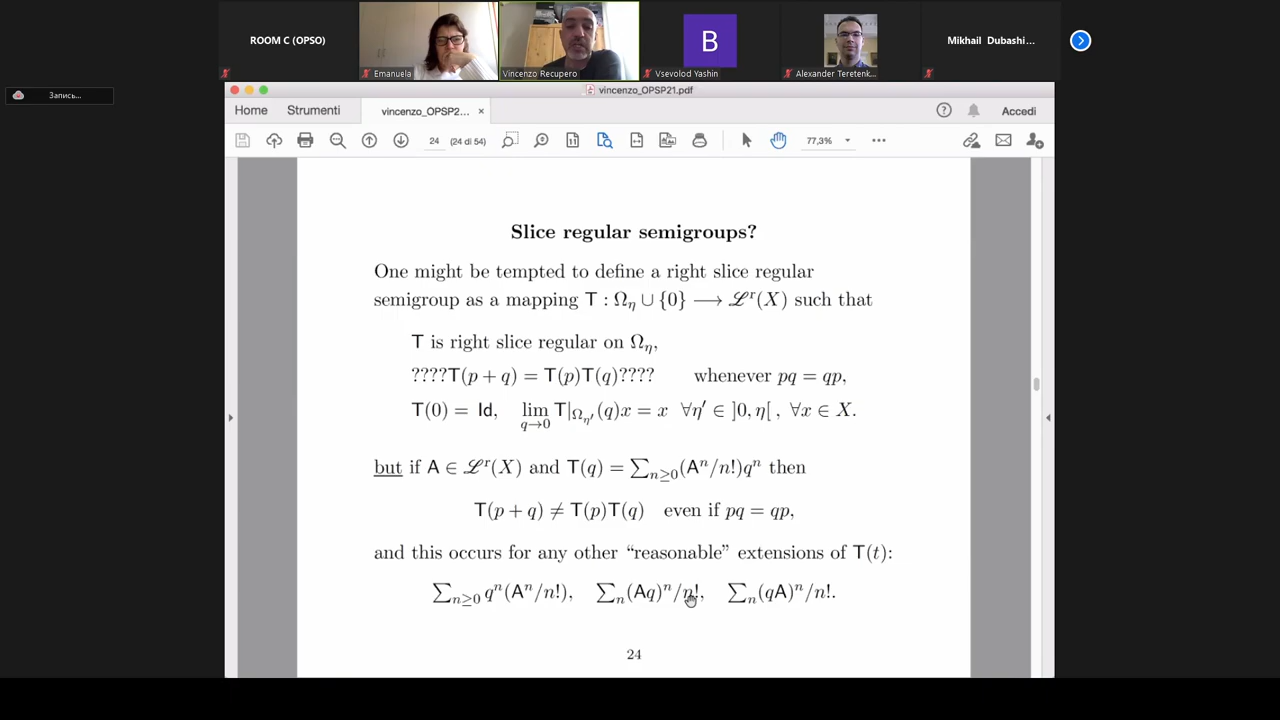 ROOM C (OPSO)
Emanuela
Vincenzo Recupero
B
Vsevolod Yashin
Alexander Teretenk...
Mikhail Dubashi...
Запись...
vincenzo_OPSP21.pdf
Home Strumenti vincenzo_OPSP2... × Accedi
24 (24 di 54) 77,3%
Slice regular semigroups?
One might be tempted to define a right slice regular
semigroup as a mapping T : Ω_η ∪ {0} ⟶ ℒ^r(X) such that
T is right slice regular on Ω_η,
????T(p + q) = T(p)T(q)???? whenever pq = qp,
T(0) = Id, lim_{q→0} T|_{Ω_{η′}}(q)x = x ∀η′ ∈ ]0, η[ , ∀x ∈ X.
but if A ∈ ℒ^r(X) and T(q) = ∑_{n≥0}(A^n/n!)q^n then
T(p + q) ≠ T(p)T(q) even if pq = qp,
and this occurs for any other “reasonable” extensions of T(t):
∑_{n≥0} q^n(A^n/n!), ∑_n(Aq)^n/n!, ∑_n(qA)^n/n!.
24